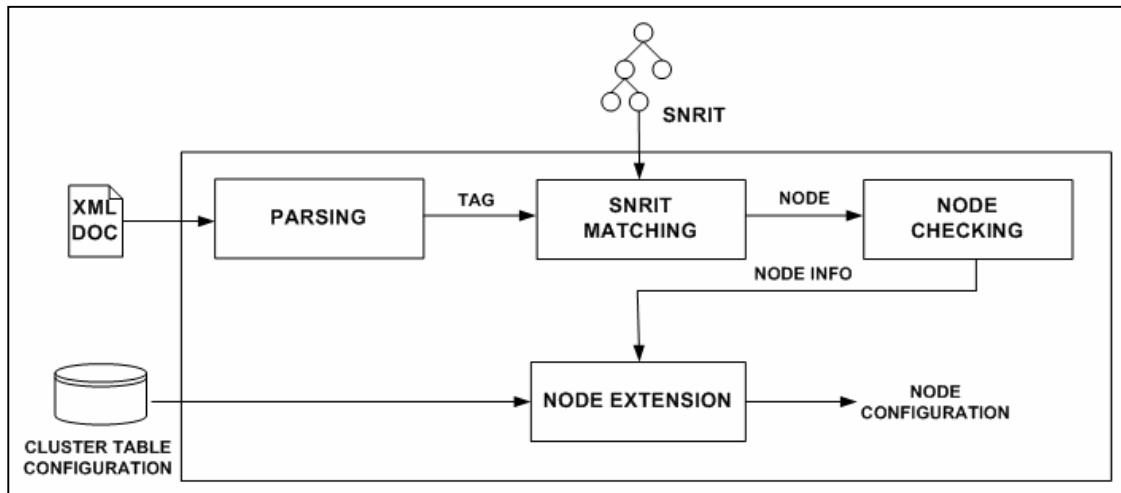 SNRIT
XML
DOC
PARSING
TAG
SNRIT
MATCHING
NODE
NODE
CHECKING
NODE INFO
NODE EXTENSION
NODE
CONFIGURATION
CLUSTER TABLE
CONFIGURATION